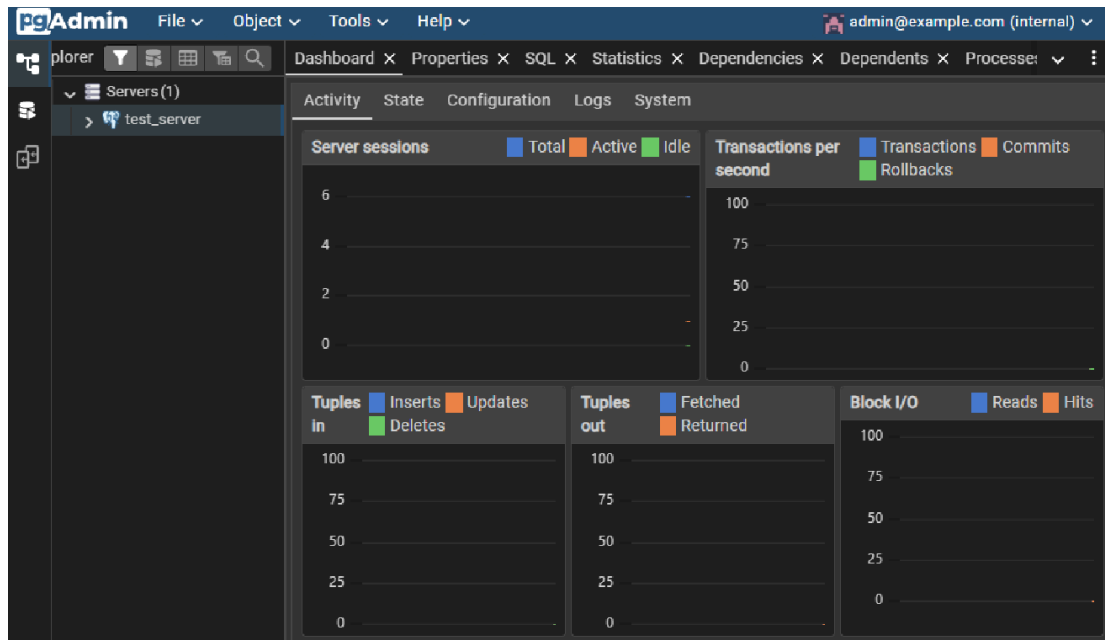 pgAdmin File Object Tools Help admin@example.com (internal)
plorer Dashboard Properties SQL Statistics Dependencies Dependents Processe
Servers (1)
test_server
Activity State Configuration Logs System
Server sessions Total Active Idle
6
4
2
0
Transactions per second Transactions Commits
Rollbacks
100
75
50
25
0
Tuples in Inserts Updates
Deletes
100
75
50
25
0
Tuples out Fetched
Returned
100
75
50
25
0
Block I/O Reads Hits
100
75
50
25
0